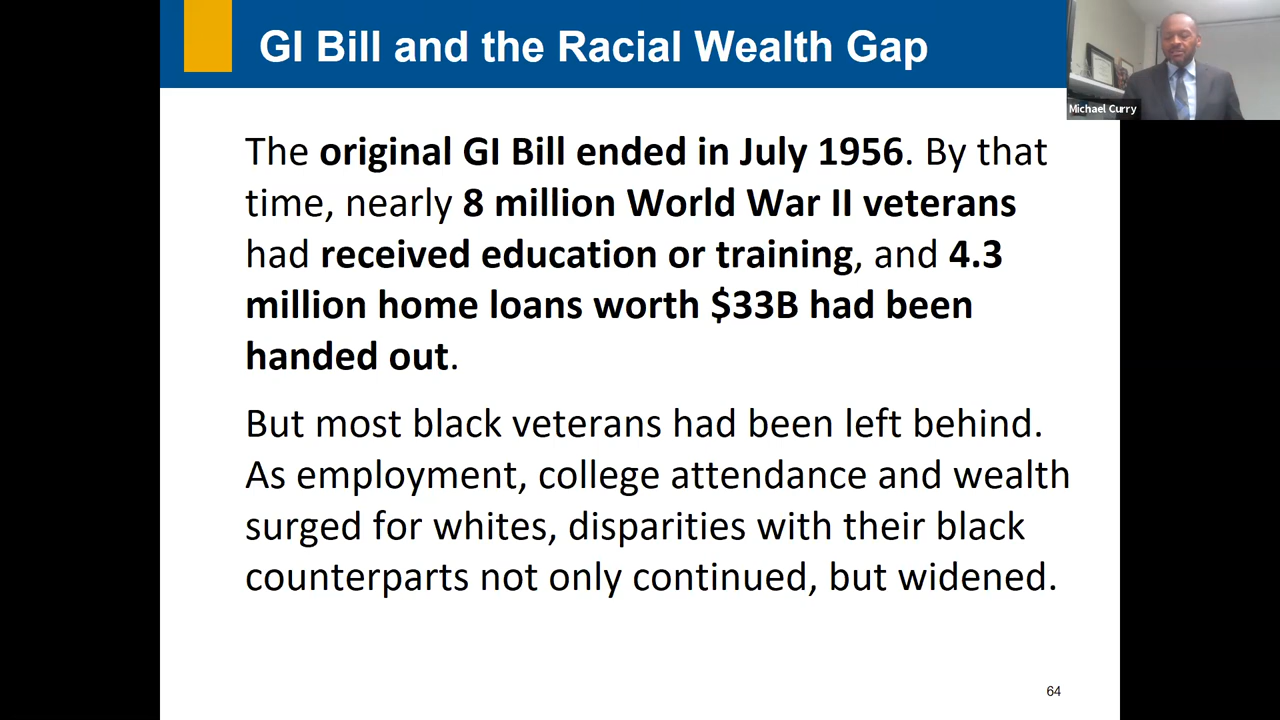 GI Bill and the Racial Wealth Gap
Michael Curry
The original GI Bill ended in July 1956. By that
time, nearly 8 million World War II veterans
had received education or training, and 4.3
million home loans worth $33B had been
handed out.
But most black veterans had been left behind.
As employment, college attendance and wealth
surged for whites, disparities with their black
counterparts not only continued, but widened.
64